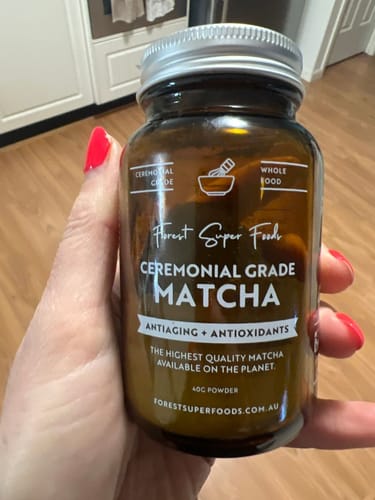 CEREMONIAL
GRADE
WHOLE
FOOD
Forest Super Foods
CEREMONIAL GRADE
MATCHA
ANTIAGING + ANTIOXIDANTS
THE HIGHEST QUALITY MATCHA
AVAILABLE ON THE PLANET.
40G POWDER
FORESTSUPERFOODS.COM.AU